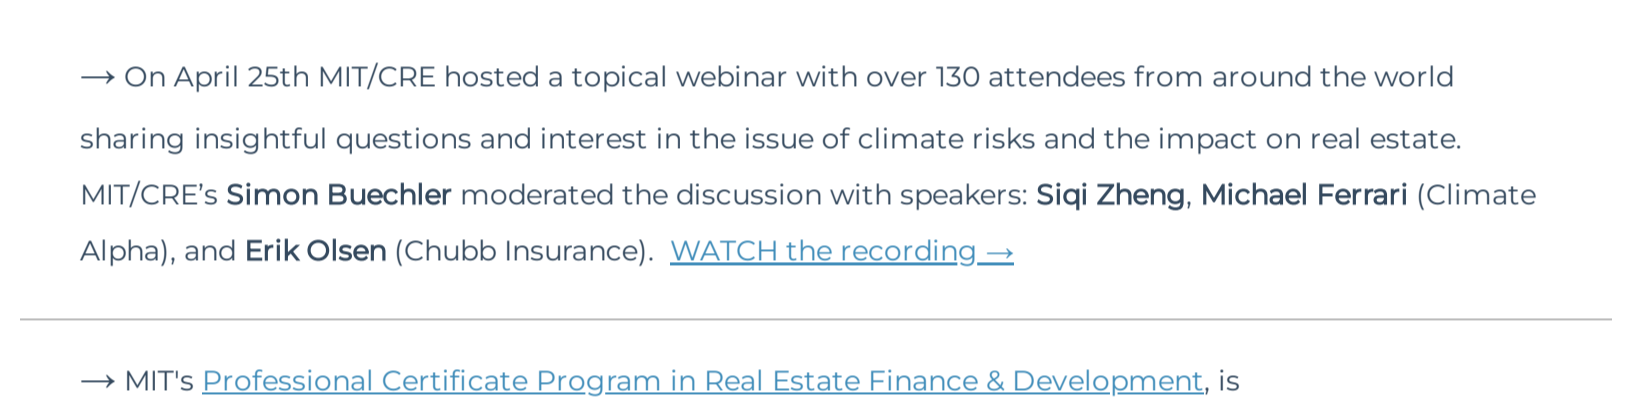 → On April 25th MIT/CRE hosted a topical webinar with over 130 attendees from around the world
sharing insightful questions and interest in the issue of climate risks and the impact on real estate.
MIT/CRE’s Simon Buechler moderated the discussion with speakers: Siqi Zheng, Michael Ferrari (Climate
Alpha), and Erik Olsen (Chubb Insurance). WATCH the recording →
→ MIT's Professional Certificate Program in Real Estate Finance & Development, is